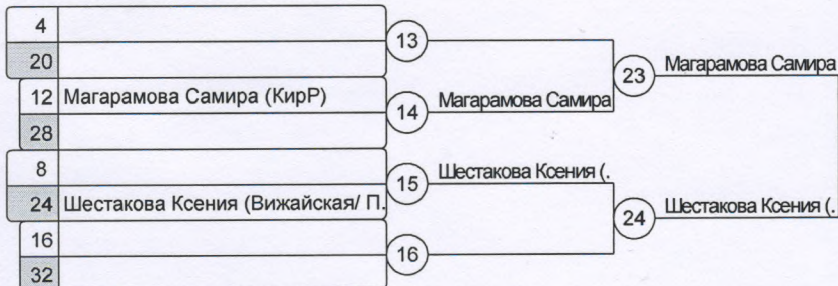 4
13
20
23 Магарамова Самира
12 Магарамова Самира (КирР)
14 Магарамова Самира
28
8
15 Шестакова Ксения (.
24 Шестакова Ксения (Вижайская/ П.
24 Шестакова Ксения (.
16
16
32